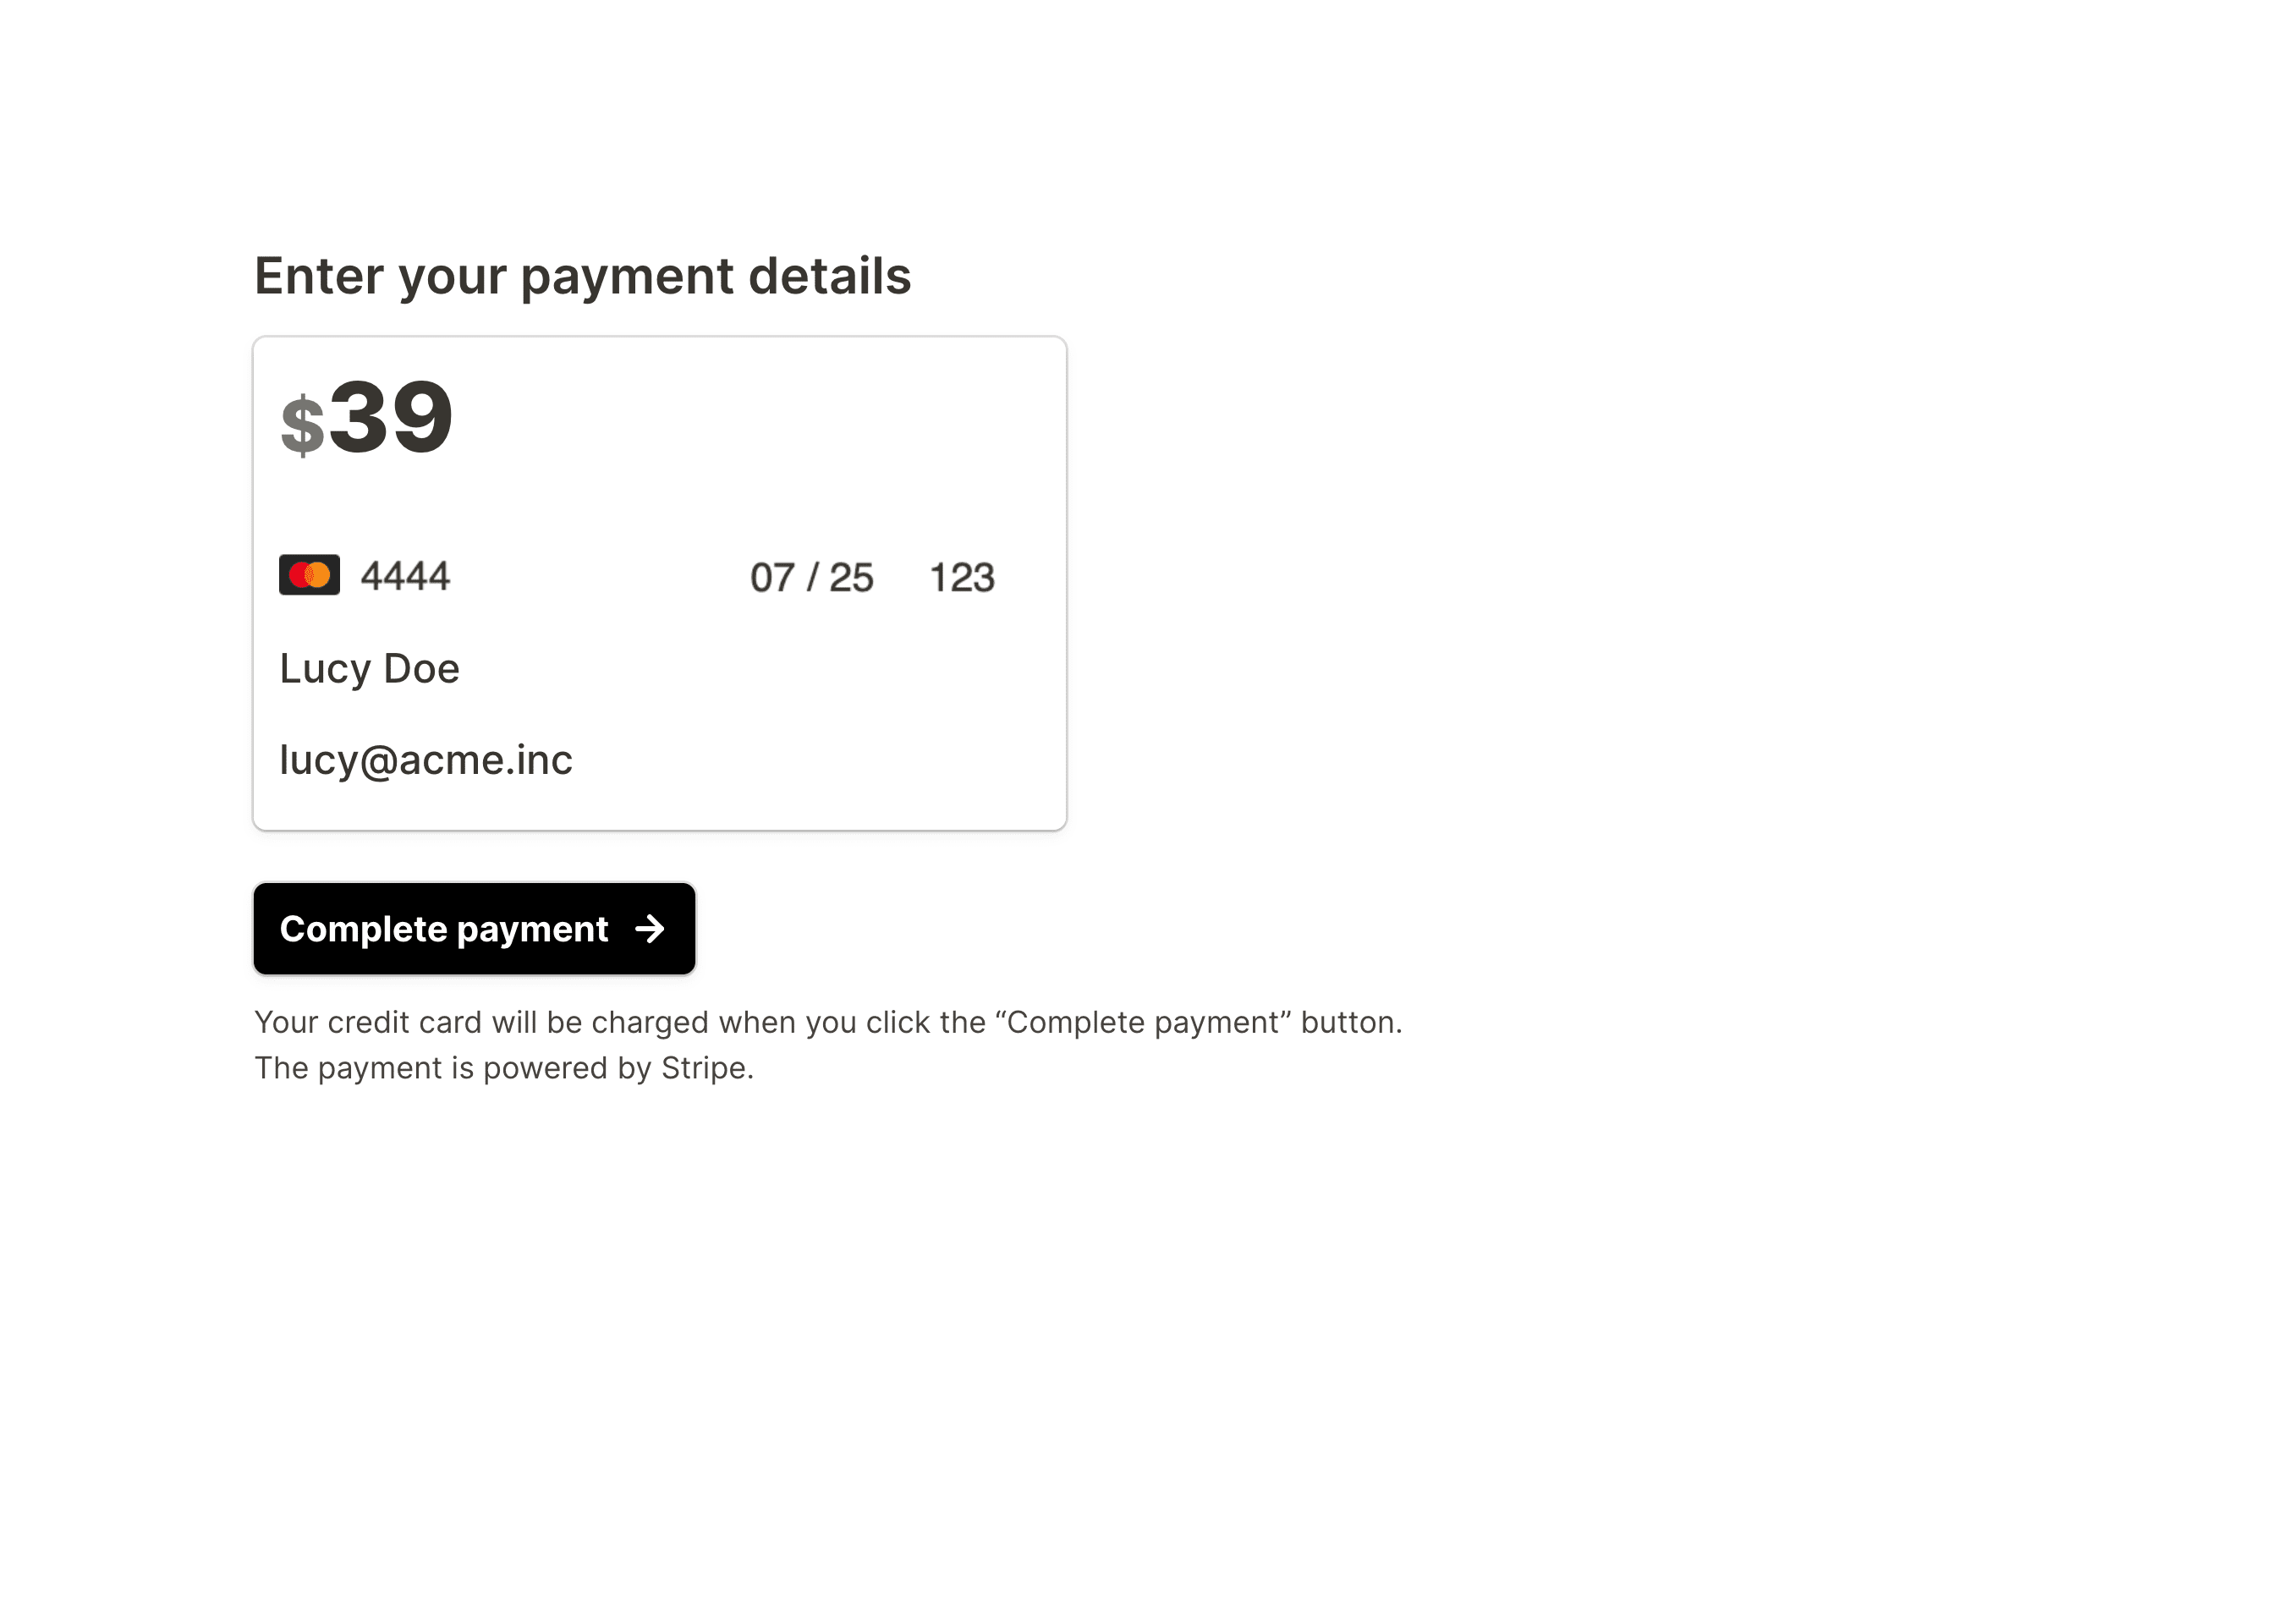 Enter your payment details
$39
4444 07 / 25 123
Lucy Doe
lucy@acme.inc
Complete payment →
Your credit card will be charged when you click the “Complete payment” button.
The payment is powered by Stripe.